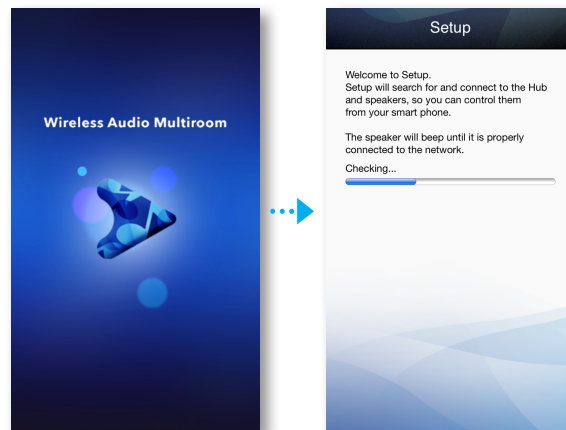 Wireless Audio Multiroom
Setup
Welcome to Setup.
Setup will search for and connect to the Hub
and speakers, so you can control them
from your smart phone.
The speaker will beep until it is properly
connected to the network.
Checking...